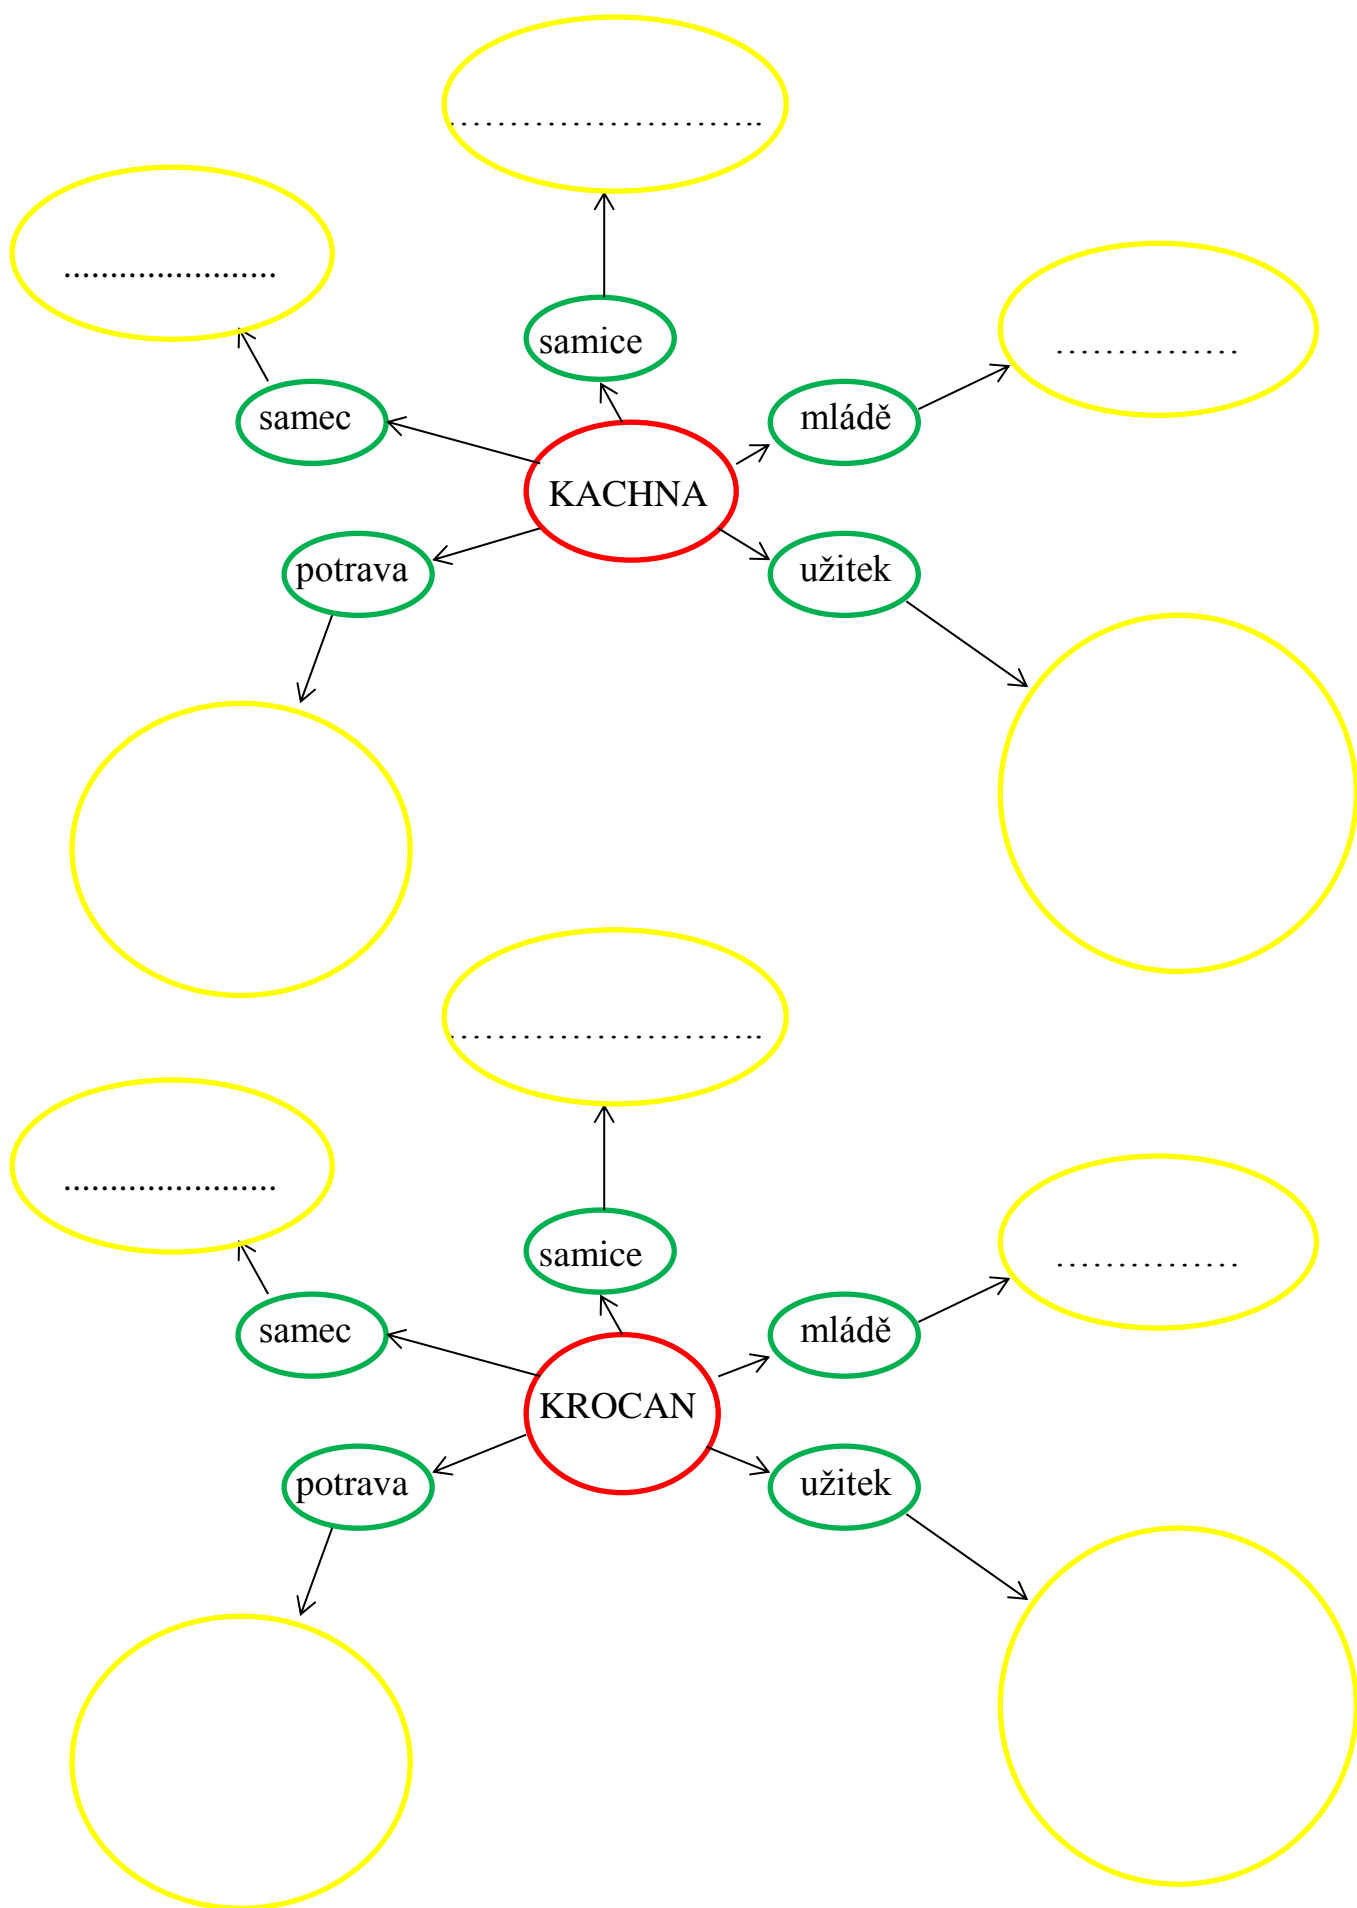 ……………………….
.......................
……………
samice
samec
mládě
KACHNA
potrava
užitek
……………………….
.......................
……………
samice
samec
mládě
KROCAN
potrava
užitek